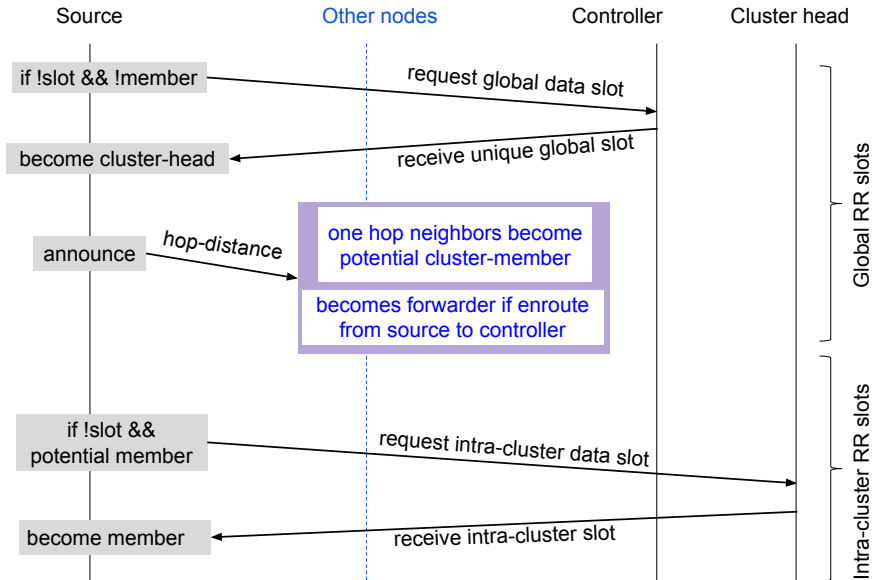 Source
Other nodes
Controller
Cluster head
if !slot && !member
request global data slot
become cluster-head
receive unique global slot
announce
hop-distance
one hop neighbors become
potential cluster-member
becomes forwarder if enroute
from source to controller
Global RR slots
if !slot &&
potential member
request intra-cluster data slot
become member
receive intra-cluster slot
Intra-cluster RR slots